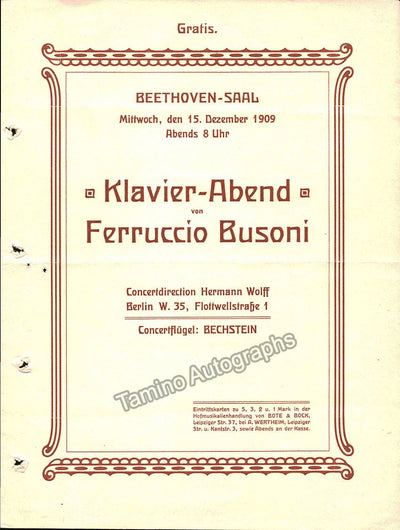 Gratis.
BEETHOVEN-SAAL
Mittwoch, den 15. Dezember 1909
Abends 8 Uhr
Klavier-Abend
von
Ferruccio Busoni
Concertdirection Hermann Wolff
Berlin W. 35, Flottwellstraße 1
Concertflügel: BECHSTEIN
Tamino Autographs
Eintrittskarten zu 5, 3, 2 u. 1 Mark in der
Hofmusikalienhandlung von BOTE & BOCK,
Leipziger Str. 37, bei A. WERTHEIM, Leipziger
Str. u. Kantstr. 3, sowie Abends an der Kasse.